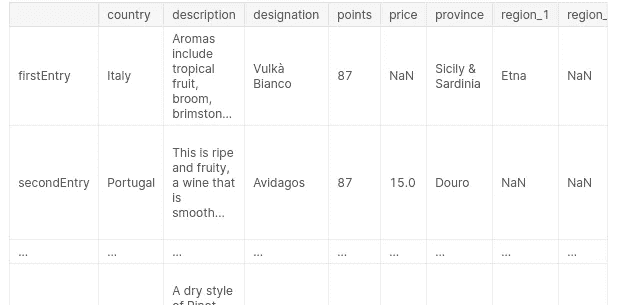 country description designation points price province region_1 region_
firstEntry Italy Aromas include tropical fruit, broom, brimston... Vulkà Bianco 87 NaN Sicily & Sardinia Etna NaN
secondEntry Portugal This is ripe and fruity, a wine that is smooth... Avidagos 87 15.0 Douro NaN NaN
... ... ... ... ... ... ... ... ...
A dry style
of Pinot